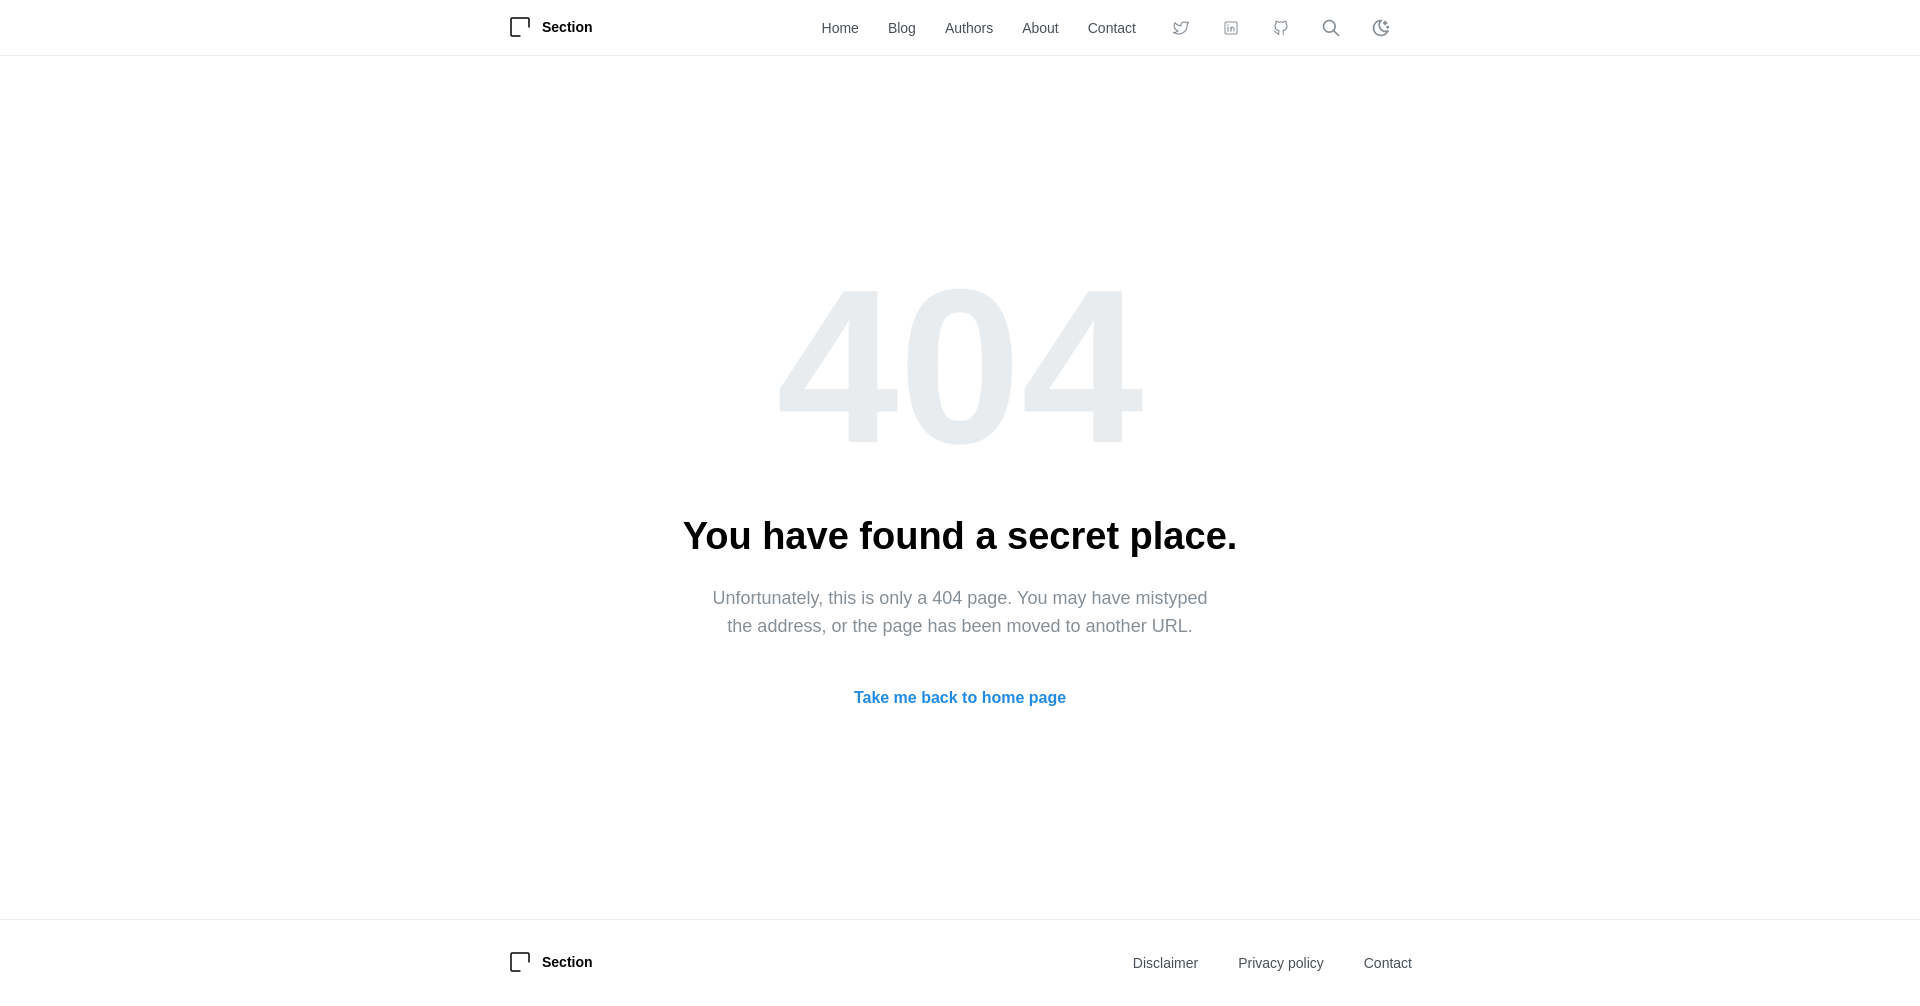 Section
Home Blog Authors About Contact
404
You have found a secret place.
Unfortunately, this is only a 404 page. You may have mistyped
the address, or the page has been moved to another URL.
Take me back to home page
Section
Disclaimer Privacy policy Contact